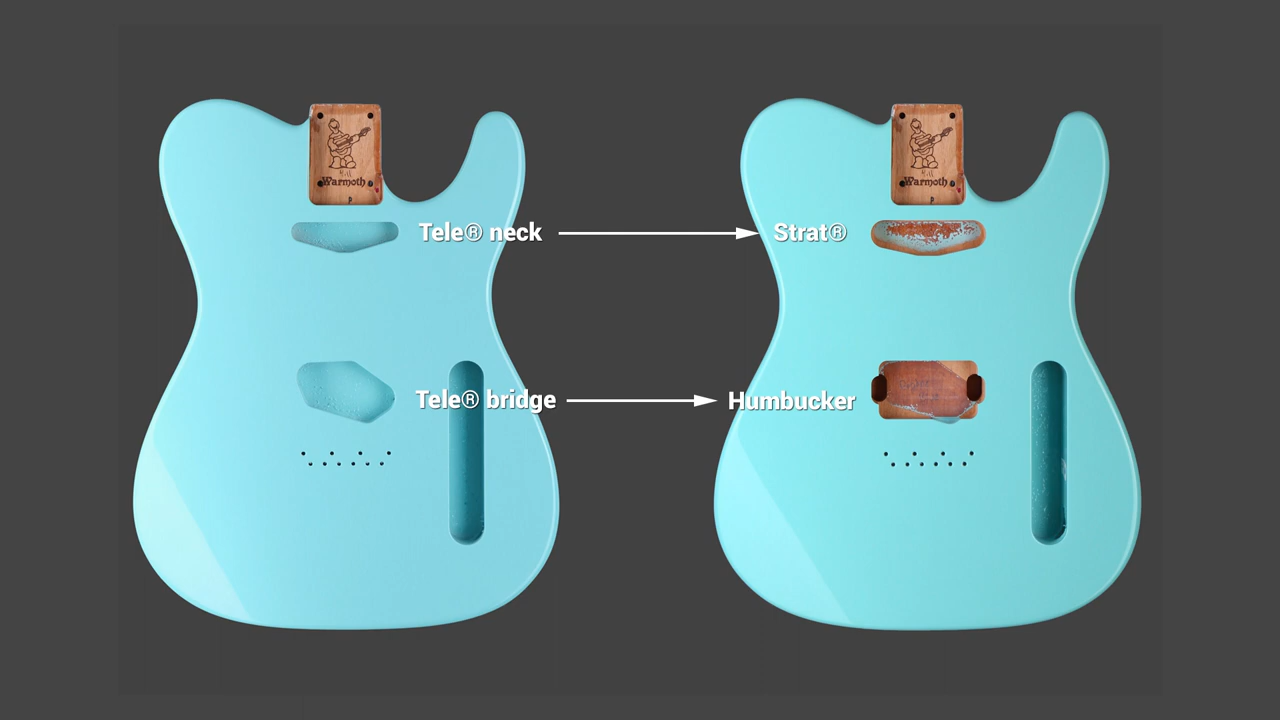 Warmoth
P
Warmoth
P
Tele® neck
Strat®
Tele® bridge
Humbucker